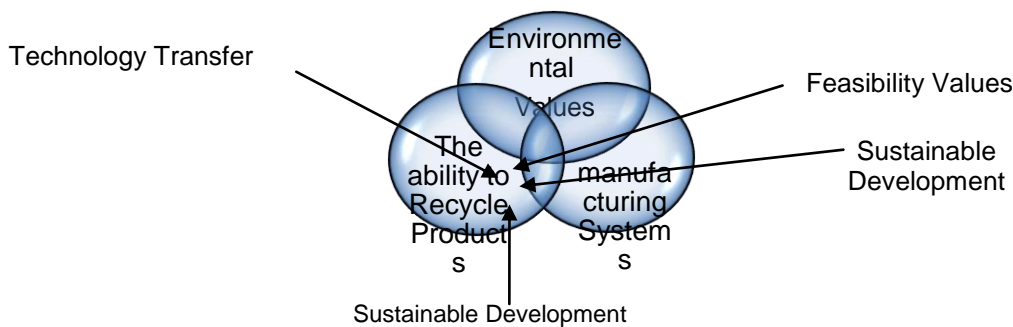 Technology Transfer
Environme
ntal
Values
Feasibility Values
The
ability to
Recycle
Product
s
manufa
cturing
System
s
Sustainable
Development
Sustainable Development